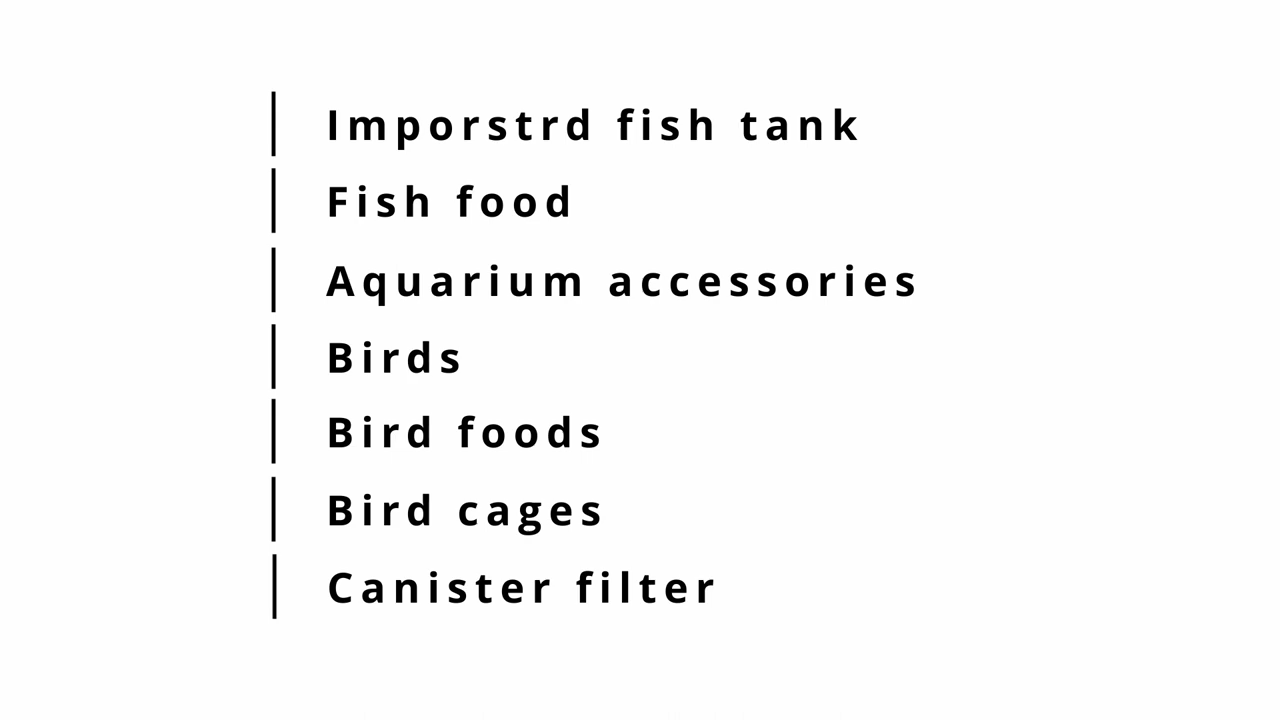 Imporstrd fish tank
Fish food
Aquarium accessories
Birds
Bird foods
Bird cages
Canister filter